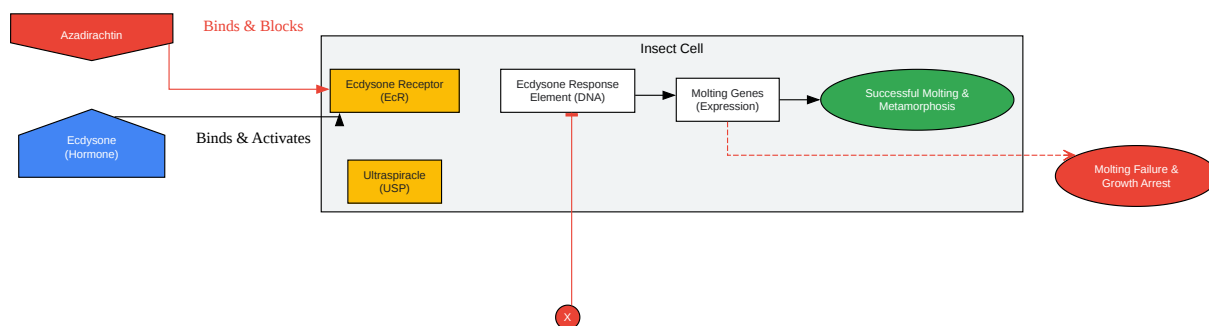 Azadirachtin
Binds & Blocks
Insect Cell
Ecdysone Receptor
(EcR)
Ecdysone Response
Element (DNA)
Molting Genes
(Expression)
Successful Molting &
Metamorphosis
Ecdysone
(Hormone)
Binds & Activates
Ultraspiracle
(USP)
Molting Failure &
Growth Arrest
X